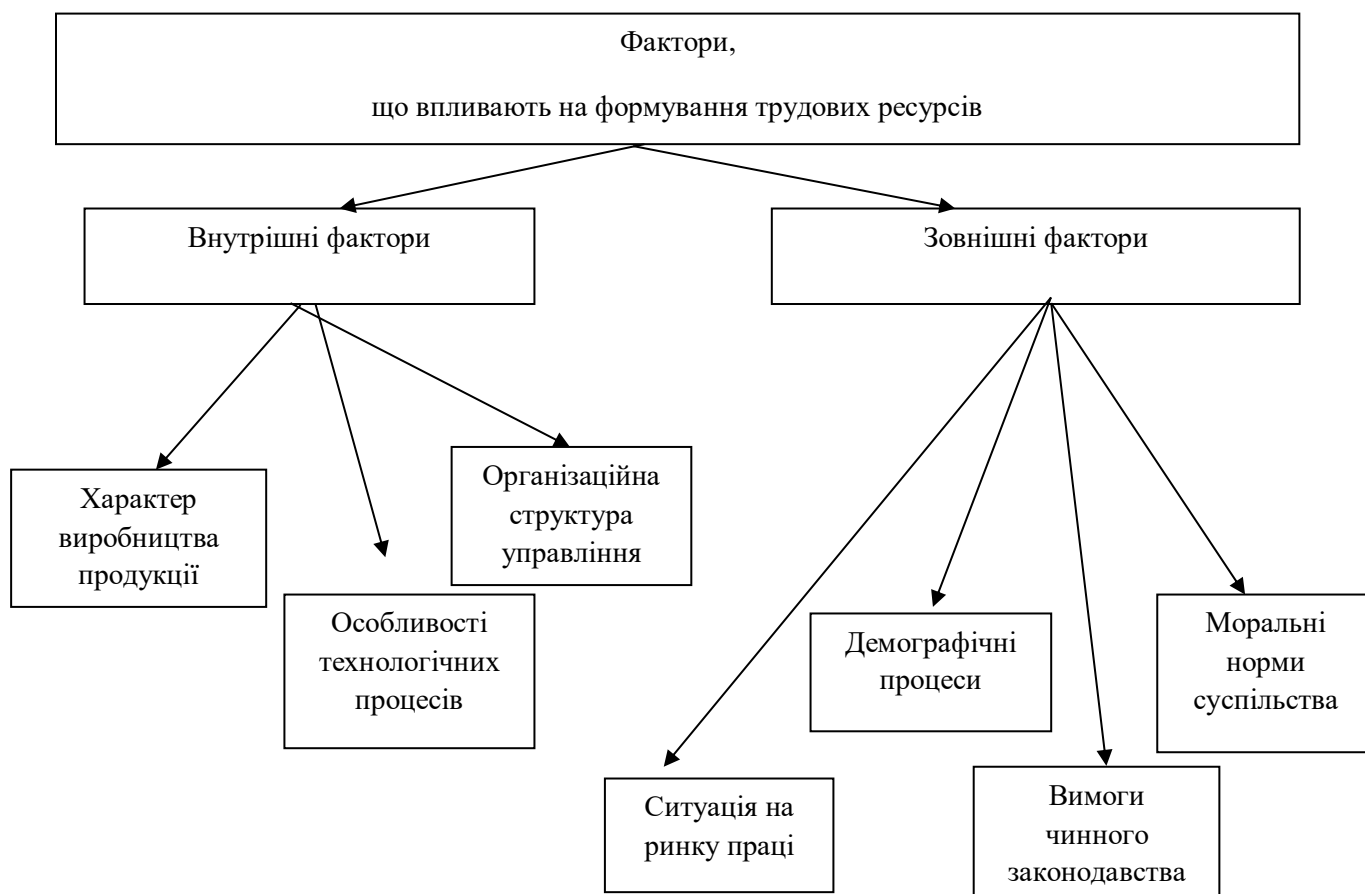 Фактори,
що впливають на формування трудових ресурсів
Внутрішні фактори
Зовнішні фактори
Характер
виробництва
продукції
Особливості
технологічних
процесів
Організаційна
структура
управління
Ситуація на
ринку праці
Демографічні
процеси
Вимоги
чинного
законодавства
Моральні
норми
суспільства